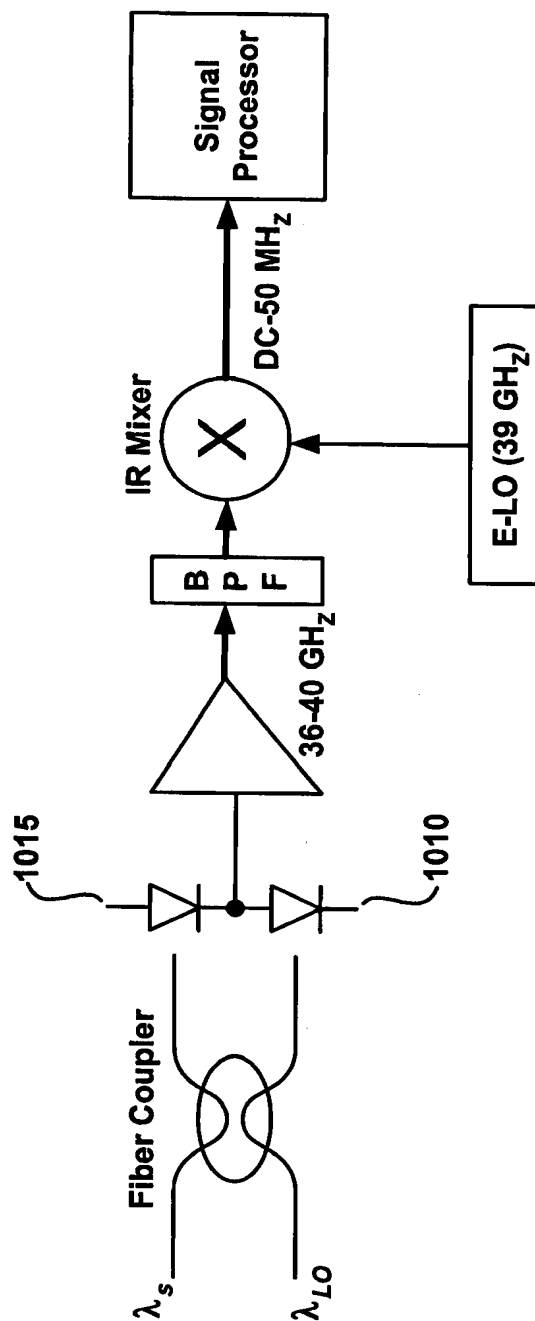 λs
λLO
Fiber Coupler
1015
1010
36-40 GHZ
B
P
F
IR Mixer
X
E-LO (39 GHZ)
DC-50 MHZ
Signal
Processor